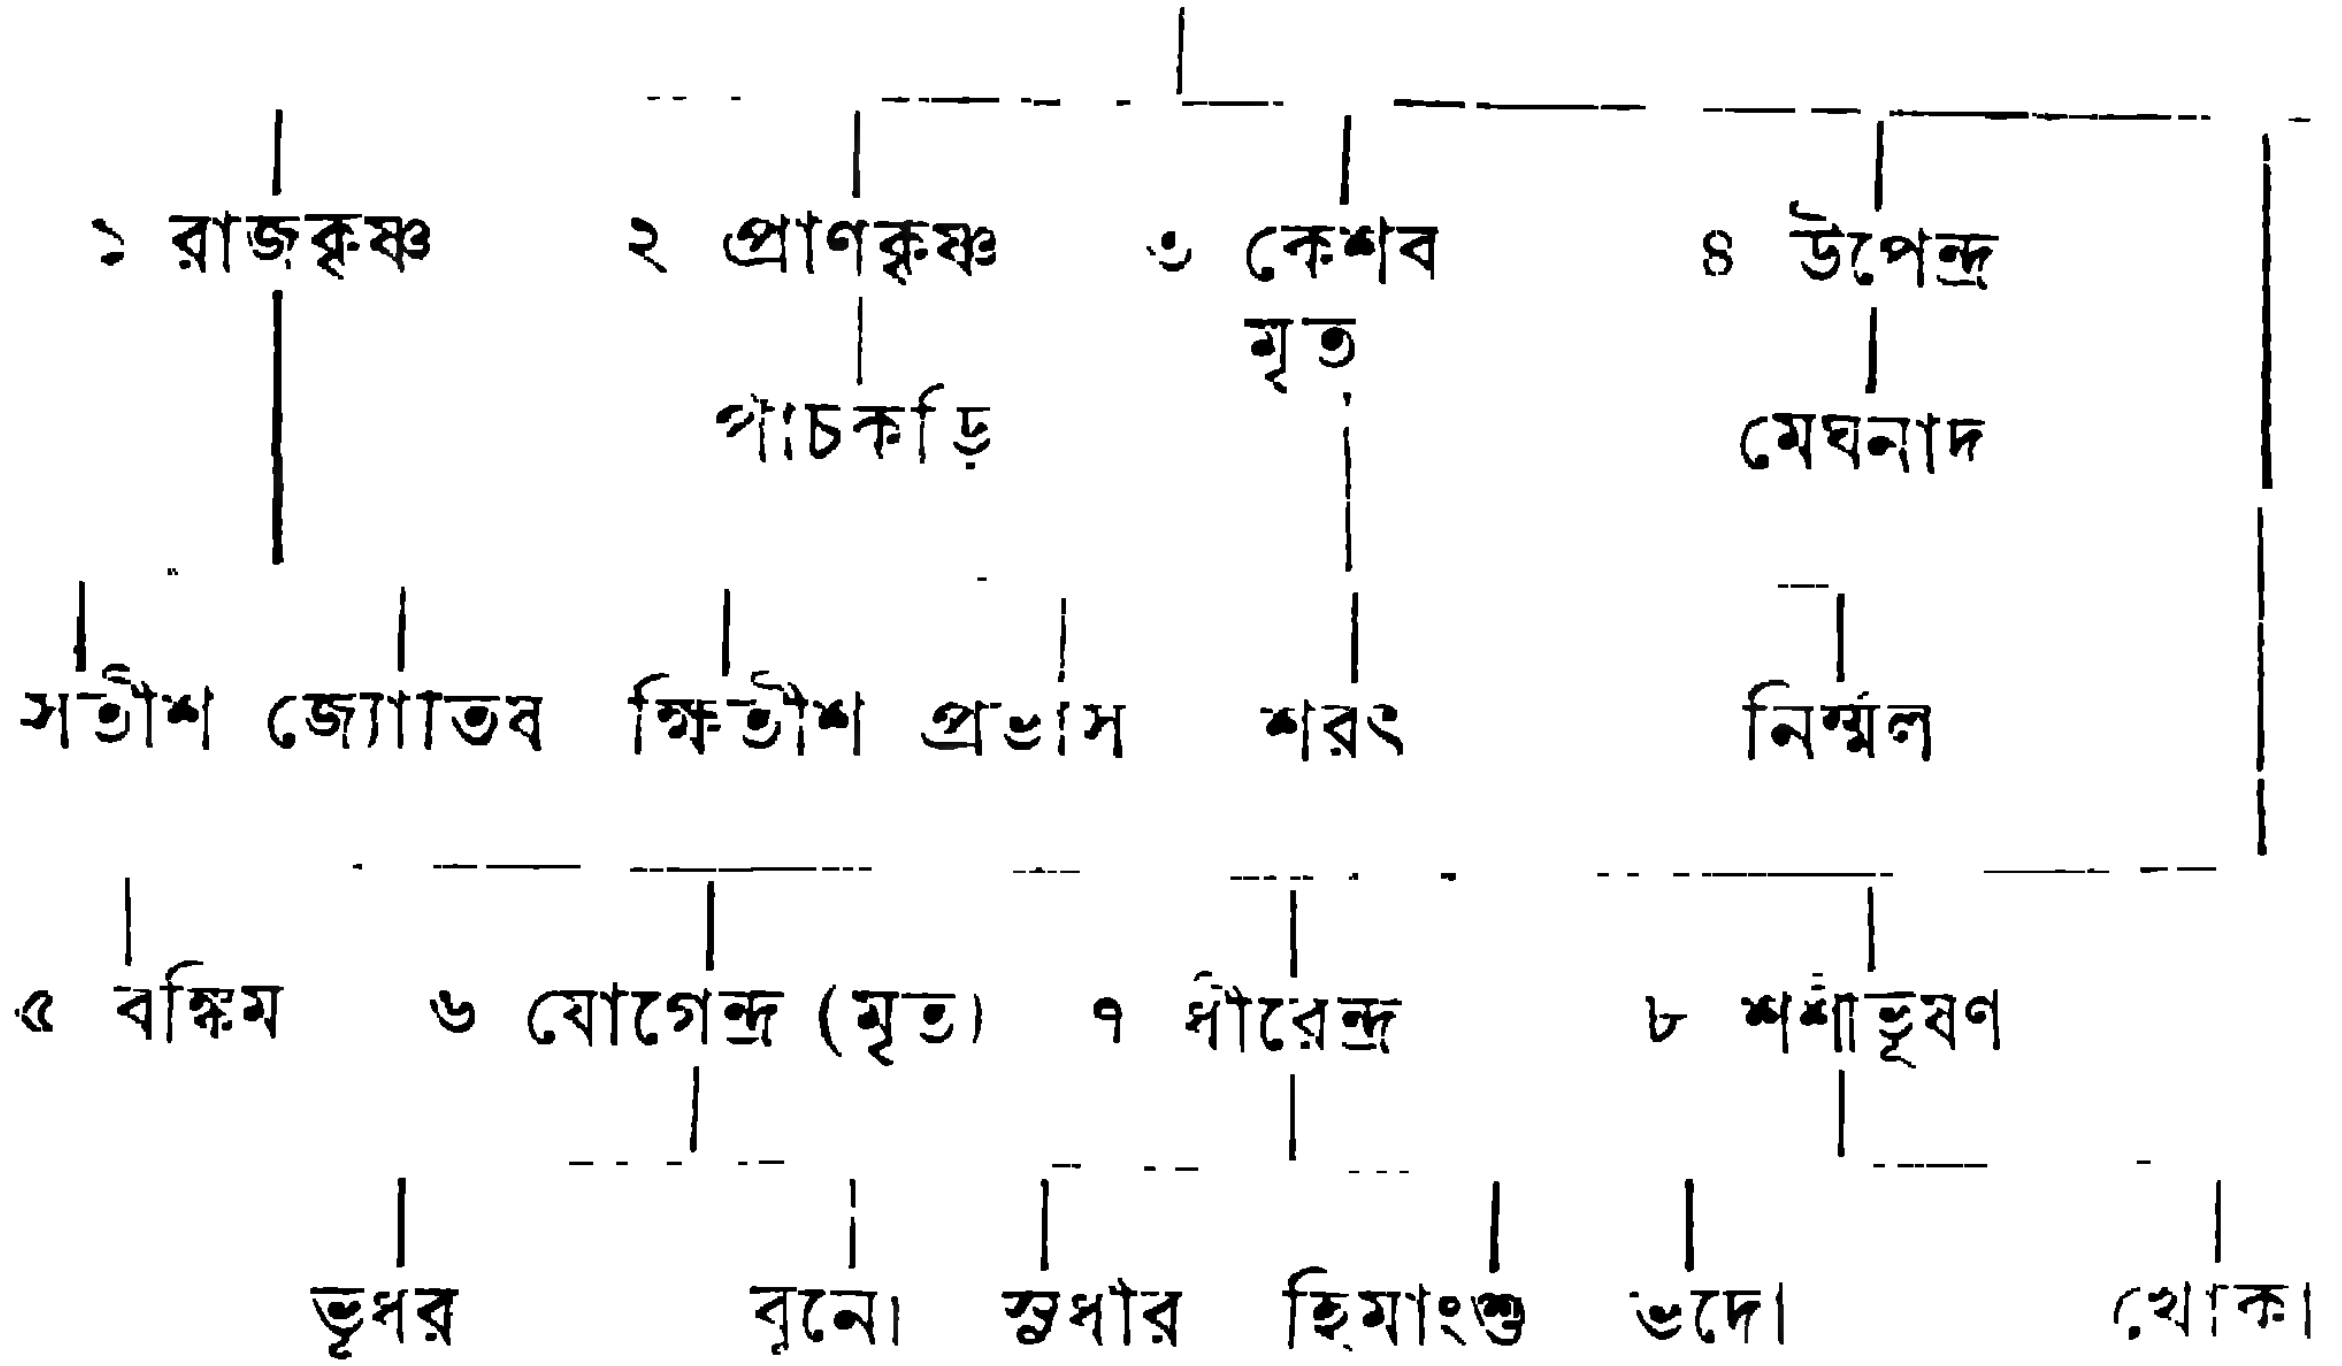 ১ রাজকৃষ্ণ ২ প্রাণকৃষ্ণ ৩ কেশব ৪ উপেন্দ্র
মৃত
পাঁচকড়ি মেঘনাদ
সতীশ জ্যোতিষ ক্ষিতীশ প্রভাস শরৎ নির্ম্মল
৫ বঙ্কিম ৬ যোগেন্দ্র (মৃত) ৭ ধীরেন্দ্র ৮ শশীভূষণ
ভূধর বুনো সুধীর হিমাংশু ভদো খোকা